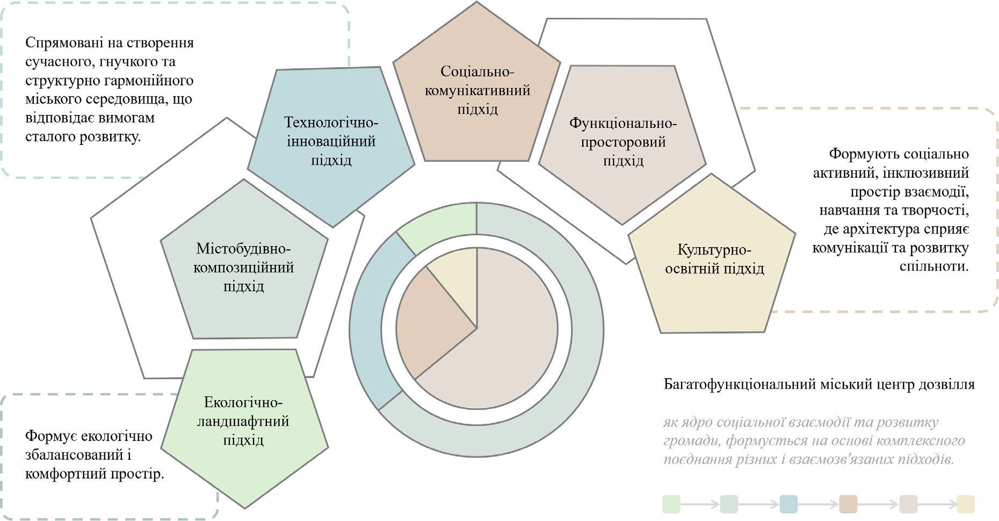 Спрямовані на створення
сучасного, гнучкого та
структурно гармонійного
міського середовища, що
відповідає вимогам
сталого розвитку.
Технологічно-
інноваційний
підхід
Соціально-
комунікативний
підхід
Функціонально-
просторовий
підхід
Формують соціально
активний, інклюзивний
простір взаємодії,
навчання та творчості,
де архітектура сприяє
комунікації та розвитку
спільноти.
Містобудівно-
композиційний
підхід
Культурно-
освітній підхід
Екологічно-
ландшафтний
підхід
Формує екологічно
збалансований і
комфортний простір.
Багатофункціональний міський центр дозвілля
як ядро соціальної взаємодії та розвитку
громади, формується на основі комплексного
поєднання різних і взаємозв'язаних підходів.